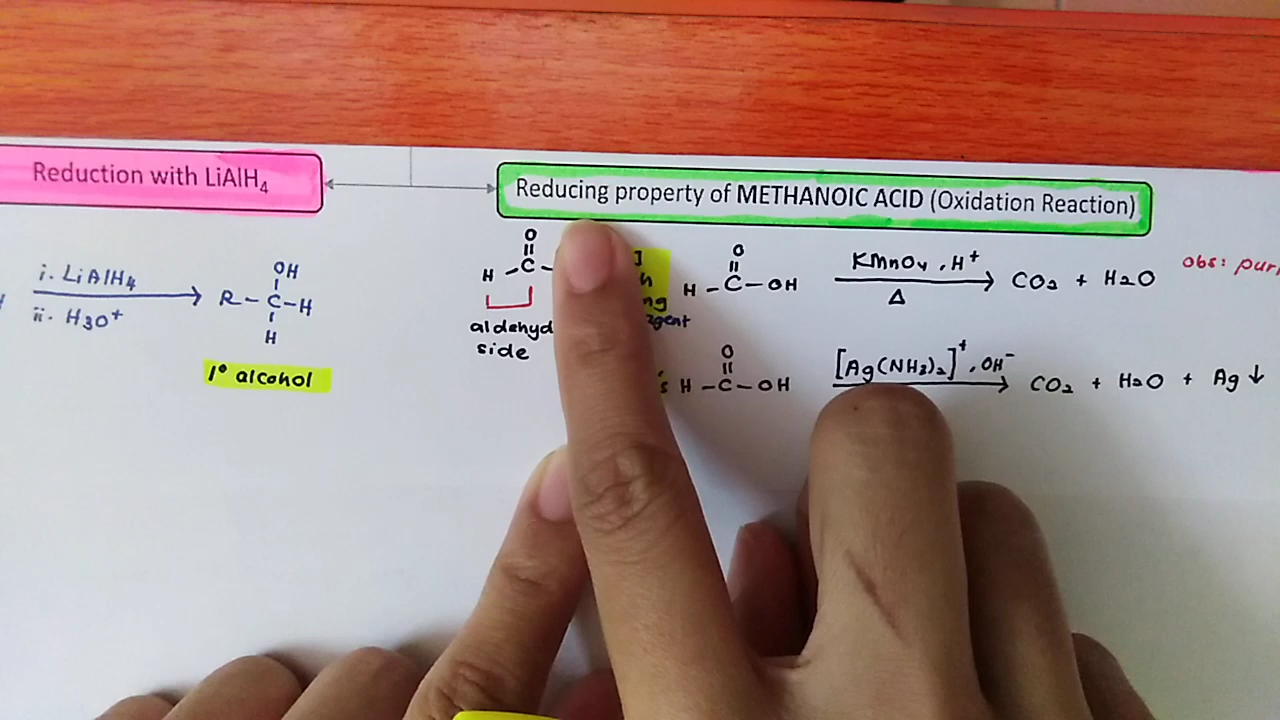 Reduction with LiAlH₄
i. LiAlH₄
ii. H₃O⁺
OH
R – C – H
H
1° alcohol
Reducing property of METHANOIC ACID (Oxidation Reaction)
O
H – C –
aldehyd
side
O
H – C – OH
KMnO₄ , H⁺
Δ
CO₂ + H₂O
obs:
O
H – C – OH
[Ag(NH₃)₂]⁺ , OH⁻
CO₂ + H₂O + Ag ↓